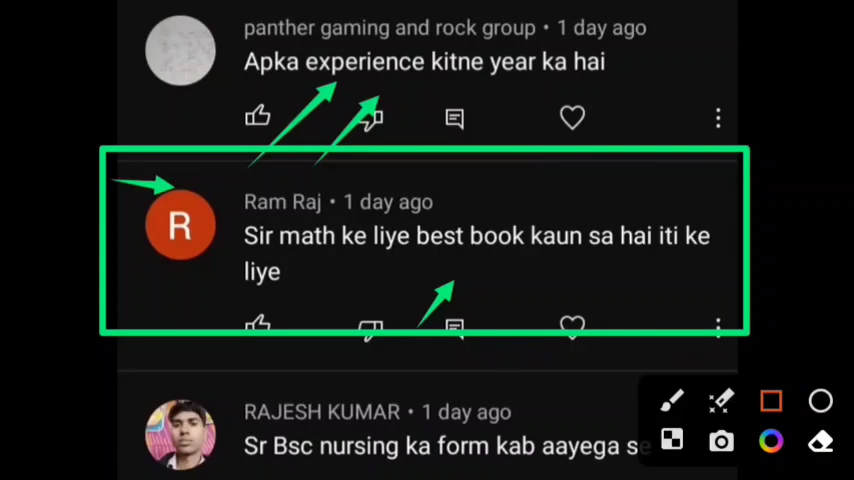 panther gaming and rock group • 1 day ago
Apka experience kitne year ka hai
R
Ram Raj • 1 day ago
Sir math ke liye best book kaun sa hai iti ke
liye
RAJESH KUMAR • 1 day ago
Sr Bsc nursing ka form kab aayega